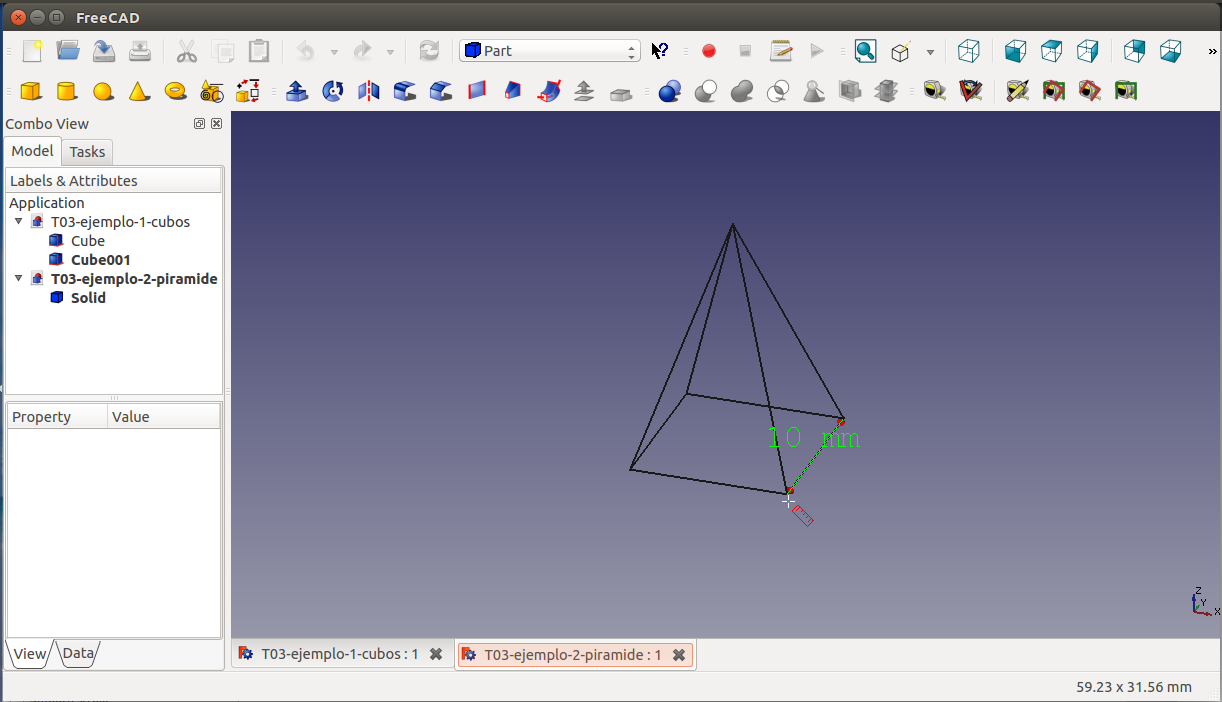 FreeCAD
Part
»
Combo View
Model Tasks
Labels & Attributes
Application
T03-ejemplo-1-cubos
Cube
Cube001
T03-ejemplo-2-piramide
Solid
Property Value
10 mm
Z
Y
X
View Data
T03-ejemplo-1-cubos : 1
T03-ejemplo-2-piramide : 1
59.23 x 31.56 mm